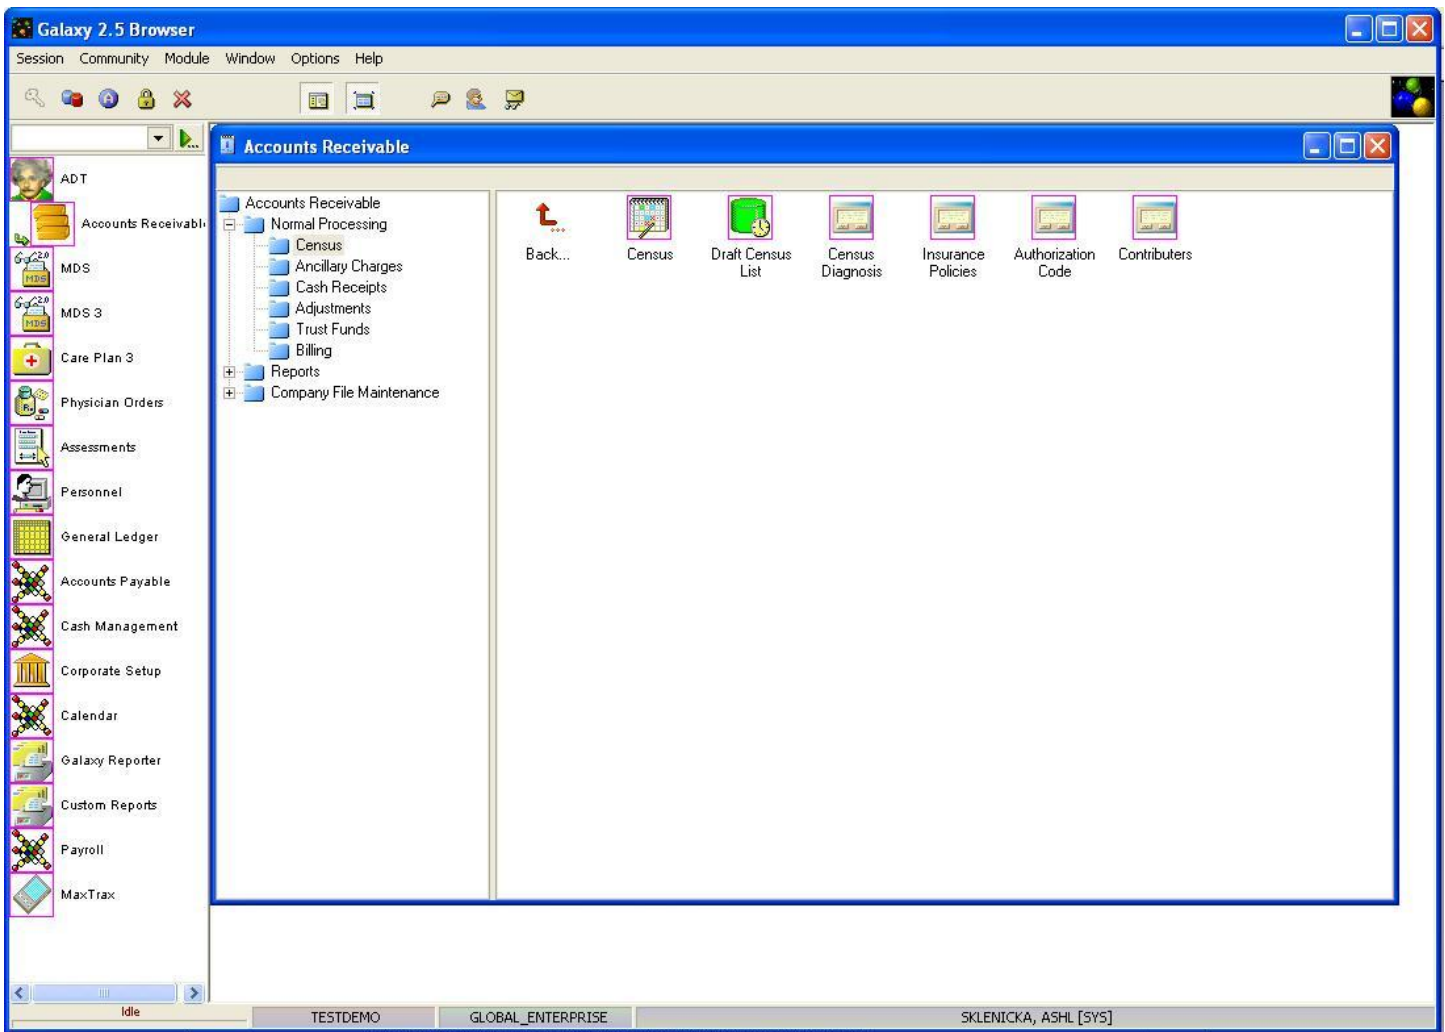 Galaxy 2.5 Browser
Session Community Module Window Options Help
Accounts Receivable
ADT
Accounts Receivabl
MDS
MDS 3
Care Plan 3
Physician Orders
Assessments
Personnel
General Ledger
Accounts Payable
Cash Management
Corporate Setup
Calendar
Galaxy Reporter
Custom Reports
Payroll
MaxTrax
Accounts Receivable
Normal Processing
Census
Ancillary Charges
Cash Receipts
Adjustments
Trust Funds
Billing
Reports
Company File Maintenance
Back...
Census
Draft Census
List
Census
Diagnosis
Insurance
Policies
Authorization
Code
Contributers
Idle TESTDEMO GLOBAL_ENTERPRISE SKLENICKA, ASHL [SYS]